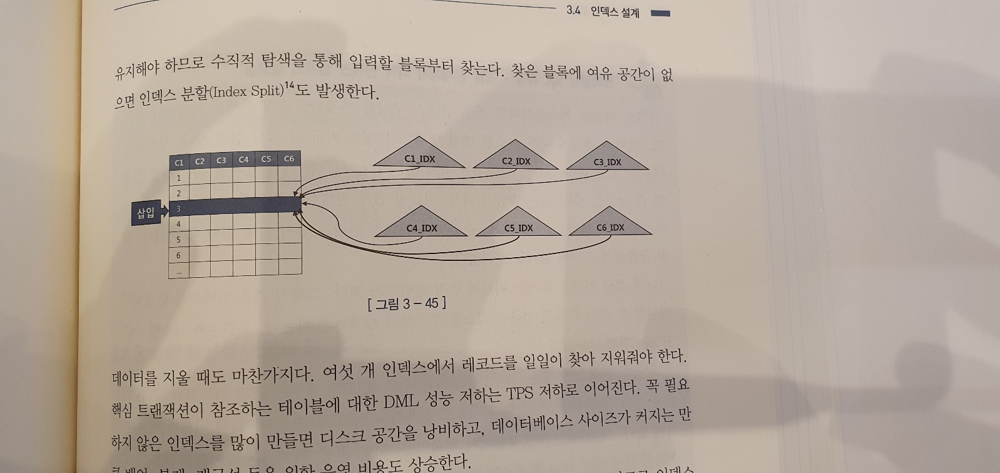 3.4 인덱스 설계
유지해야 하므로 수직적 탐색을 통해 입력할 블록부터 찾는다. 찾은 블록에 여유 공간이 없
으면 인덱스 분할(Index Split)14도 발생한다.
C1 C2 C3 C4 C5 C6
1
2
삽입 3
4
5
6
...
C1_IDX C2_IDX C3_IDX
C4_IDX C5_IDX C6_IDX
[ 그림 3 – 45 ]
데이터를 지울 때도 마찬가지다. 여섯 개 인덱스에서 레코드를 일일이 찾아 지워줘야 한다.
핵심 트랜잭션이 참조하는 테이블에 대한 DML 성능 저하는 TPS 저하로 이어진다. 꼭 필요
하지 않은 인덱스를 많이 만들면 디스크 공간을 낭비하고, 데이터베이스 사이즈가 커지는 만
운영 비용도 상승한다.